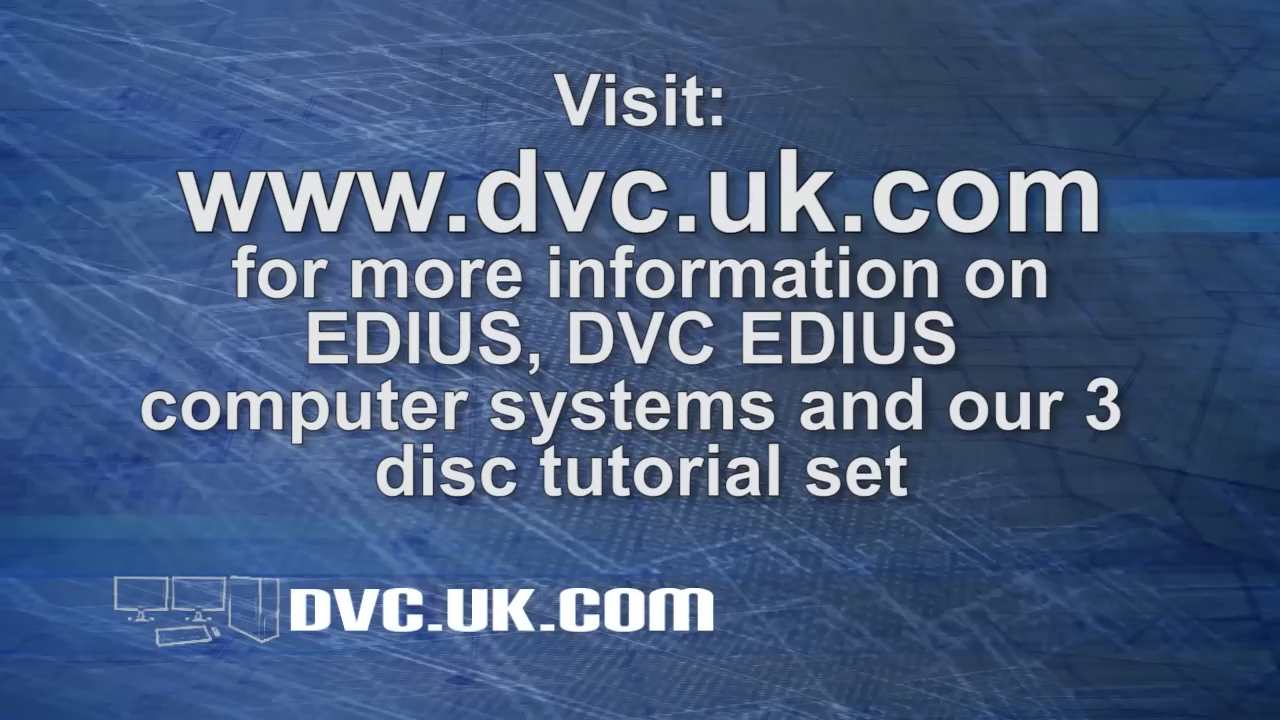 Visit:
www.dvc.uk.com
for more information on
EDIUS, DVC EDIUS
computer systems and our 3
disc tutorial set
DVC.UK.COM